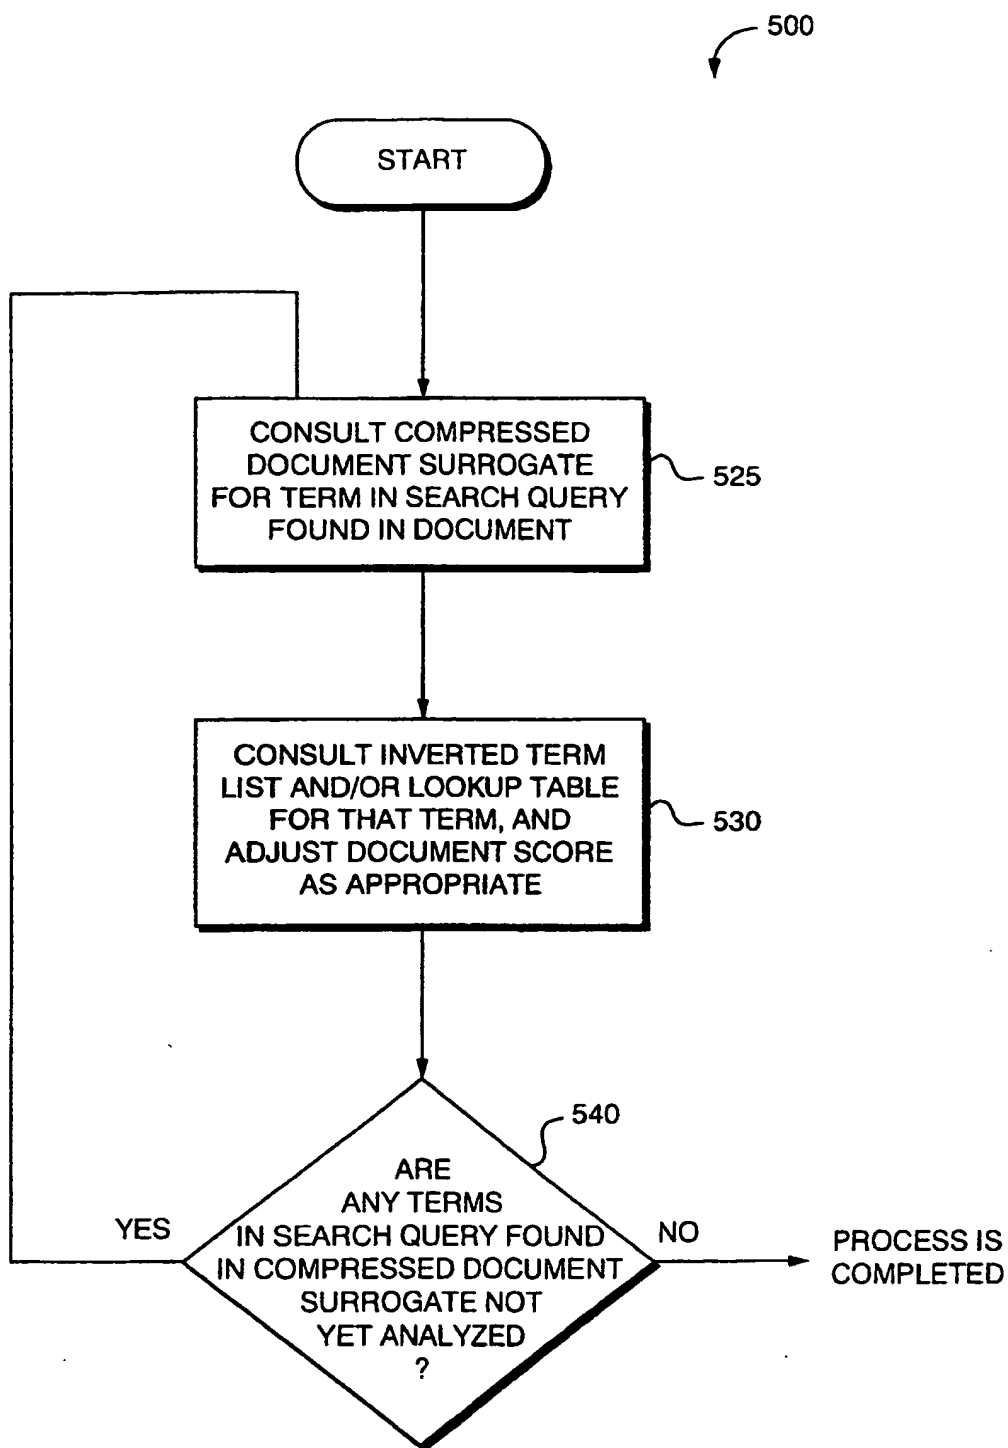 500
START
CONSULT COMPRESSED
DOCUMENT SURROGATE
FOR TERM IN SEARCH QUERY
FOUND IN DOCUMENT
525
CONSULT INVERTED TERM
LIST AND/OR LOOKUP TABLE
FOR THAT TERM, AND
ADJUST DOCUMENT SCORE
AS APPROPRIATE
530
540
ARE
ANY TERMS
IN SEARCH QUERY FOUND
IN COMPRESSED DOCUMENT
SURROGATE NOT
YET ANALYZED
?
YES
NO
PROCESS IS
COMPLETED